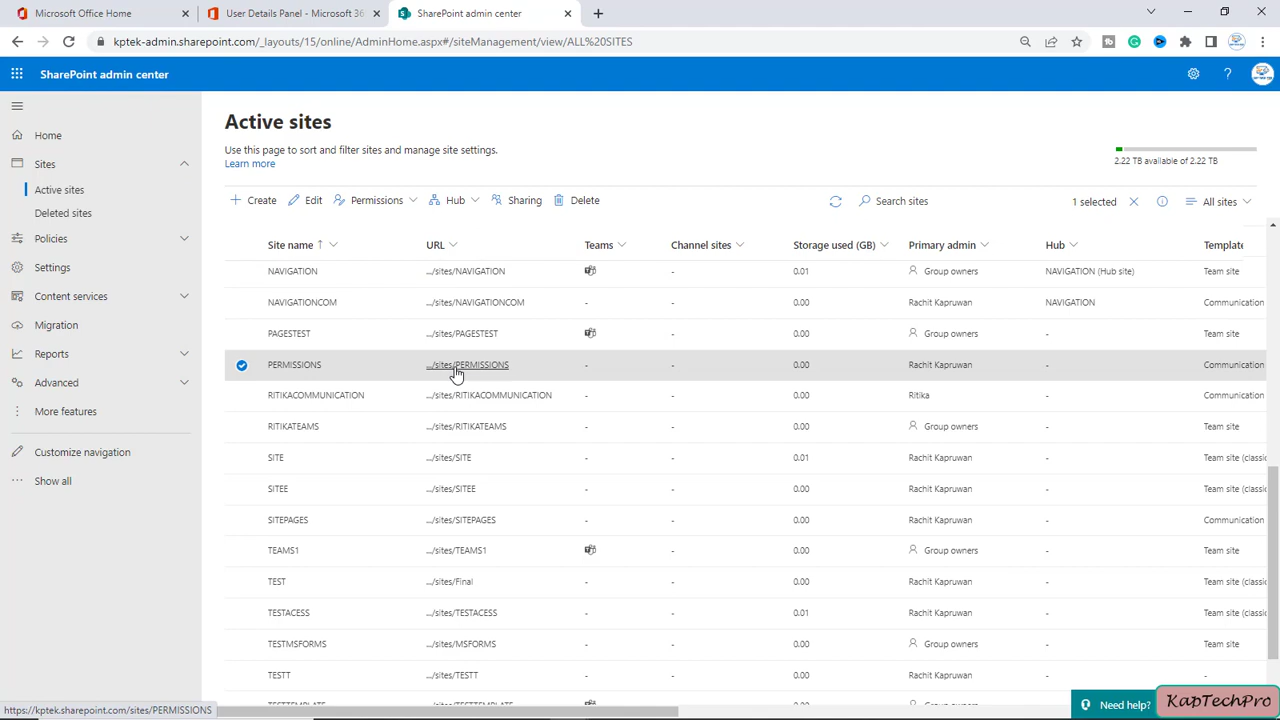 Microsoft Office Home
User Details Panel - Microsoft 36
SharePoint admin center
kptek-admin.sharepoint.com/_layouts/15/online/AdminHome.aspx#/siteManagement/view/ALL%20SITES
SharePoint admin center
Home
Sites
Active sites
Deleted sites
Policies
Settings
Content services
Migration
Reports
Advanced
More features
Customize navigation
Show all
Active sites
Use this page to sort and filter sites and manage site settings.
Learn more
2.22 TB available of 2.22 TB
Create Edit Permissions Hub Sharing Delete Search sites 1 selected All sites
Site name URL Teams Channel sites Storage used (GB) Primary admin Hub Template
NAVIGATION .../sites/NAVIGATION - 0.01 Group owners NAVIGATION (Hub site) Team site
NAVIGATIONCOM .../sites/NAVIGATIONCOM - - 0.00 Rachit Kapruwan NAVIGATION Communication
PAGESTEST .../sites/PAGESTEST - 0.00 Group owners - Team site
PERMISSIONS .../sites/PERMISSIONS - - 0.00 Rachit Kapruwan - Communication
RITIKACOMMUNICATION .../sites/RITIKACOMMUNICATION - - 0.00 Ritika - Communication
RITIKATEAMS .../sites/RITIKATEAMS - - 0.00 Group owners - Team site
SITE .../sites/SITE - - 0.01 Rachit Kapruwan - Team site (classic
SITEE .../sites/SITEE - - 0.00 Rachit Kapruwan - Team site (classic
SITEPAGES .../sites/SITEPAGES - - 0.00 Rachit Kapruwan - Communication
TEAMS1 .../sites/TEAMS1 - 0.00 Group owners - Team site
TEST .../sites/Final - - 0.00 Rachit Kapruwan - Team site (classic
TESTACESS .../sites/TESTACESS - - 0.01 Rachit Kapruwan - Team site (classic
TESTMSFORMS .../sites/MSFORMS - - 0.00 Group owners - Team site
TESTT .../sites/TESTT - - 0.00 Rachit Kapruwan - -
https://kptek.sharepoint.com/sites/PERMISSIONS
Need help?
KapTechPro